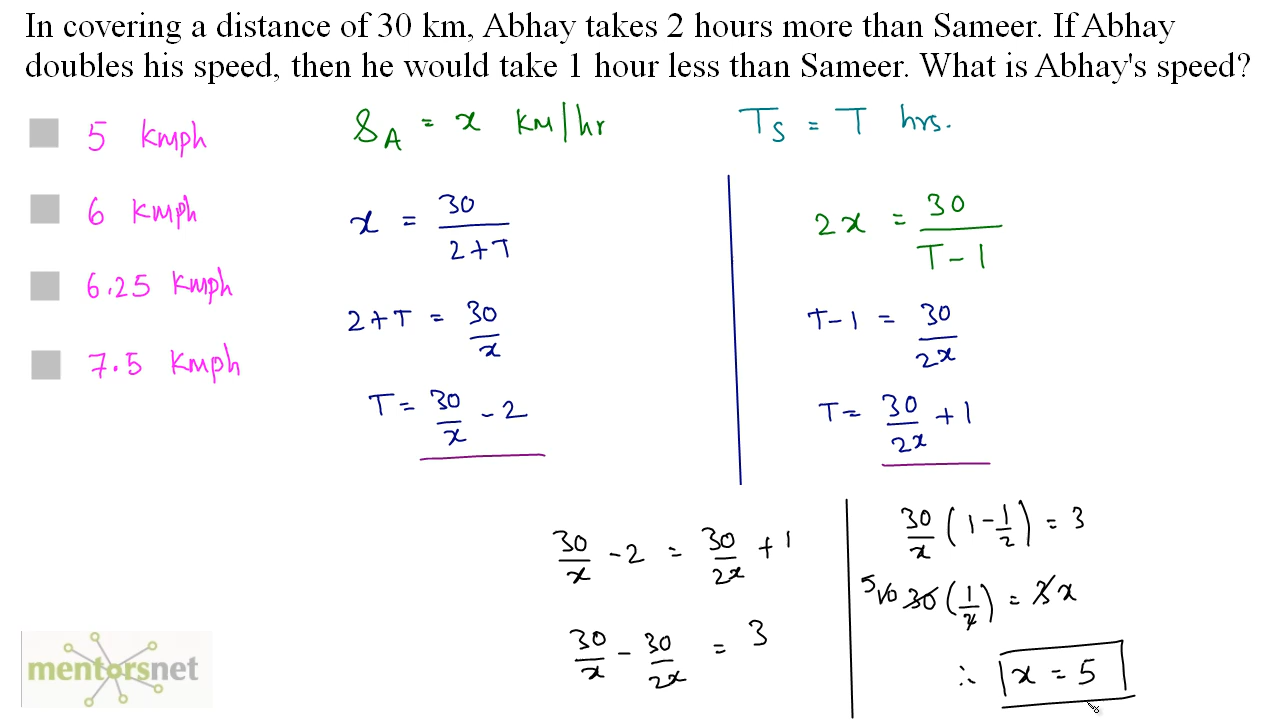 In covering a distance of 30 km, Abhay takes 2 hours more than Sameer. If Abhay
doubles his speed, then he would take 1 hour less than Sameer. What is Abhay's speed?
5 kmph
6 kmph
6.25 kmph
7.5 kmph
S_A = x km/hr
T_S = T hrs.
x = 30/(2+T)
2+T = 30/x
T = 30/x - 2
2x = 30/(T-1)
T-1 = 30/2x
T = 30/2x + 1
30/x - 2 = 30/2x + 1
30/x - 30/2x = 3
30/x (1 - 1/2) = 3
5 10 30 (1/2) = 3x
∴ x = 5
mentorsnet